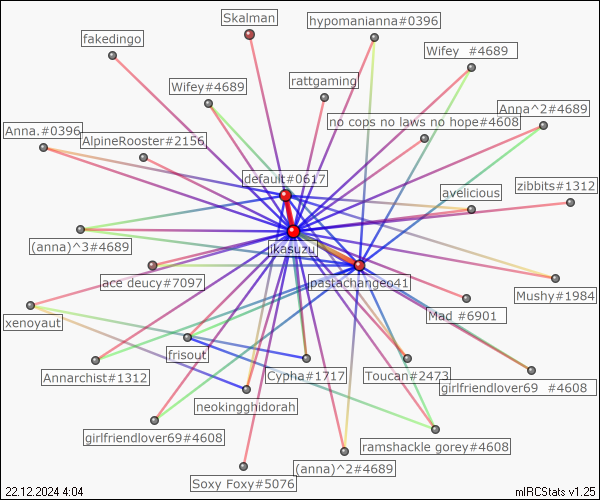 Skalman
hypomanianna#0396
fakedingo
Wifey #4689
rattgaming
Wifey#4689
Anna^2#4689
no cops no laws no hope#4608
Anna.#0396
AlpineRooster#2156
default#0617
avelicious
zibbits#1312
(anna)^3#4689
jkasuzu
ace deucy#7097
pastachangeo41
Mushy#1984
xenoyaut
Mad #6901
frisout
Annarchist#1312
Cypha#1717
Toucan#2473
girlfriendlover69 #4608
neokingghidorah
girlfriendlover69#4608
ramshackle gorey#4608
(anna)^2#4689
Soxy Foxy#5076
22.12.2024 4:04
mIRCStats v1.25